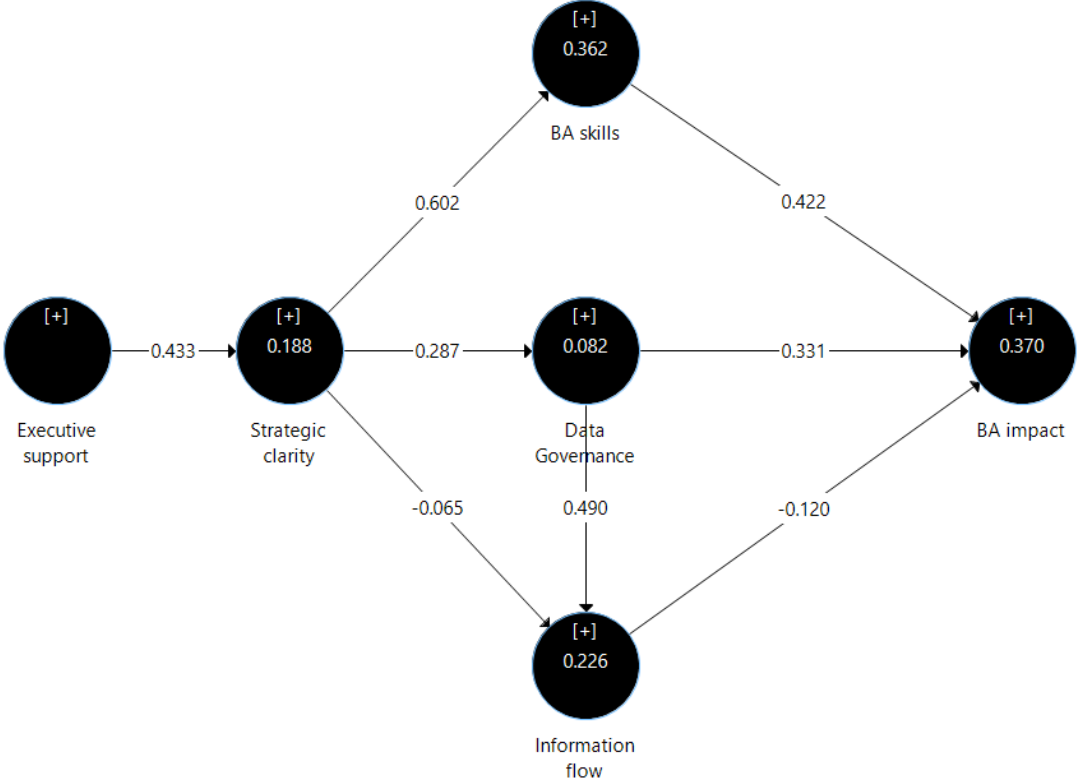 [+]
0.362
BA skills
0.602
0.422
[+]
[+]
0.188
[+]
0.082
[+]
0.370
0.433
0.287
0.331
Executive
support
Strategic
clarity
Data
Governance
BA impact
-0.065
0.490
-0.120
[+]
0.226
Information
flow